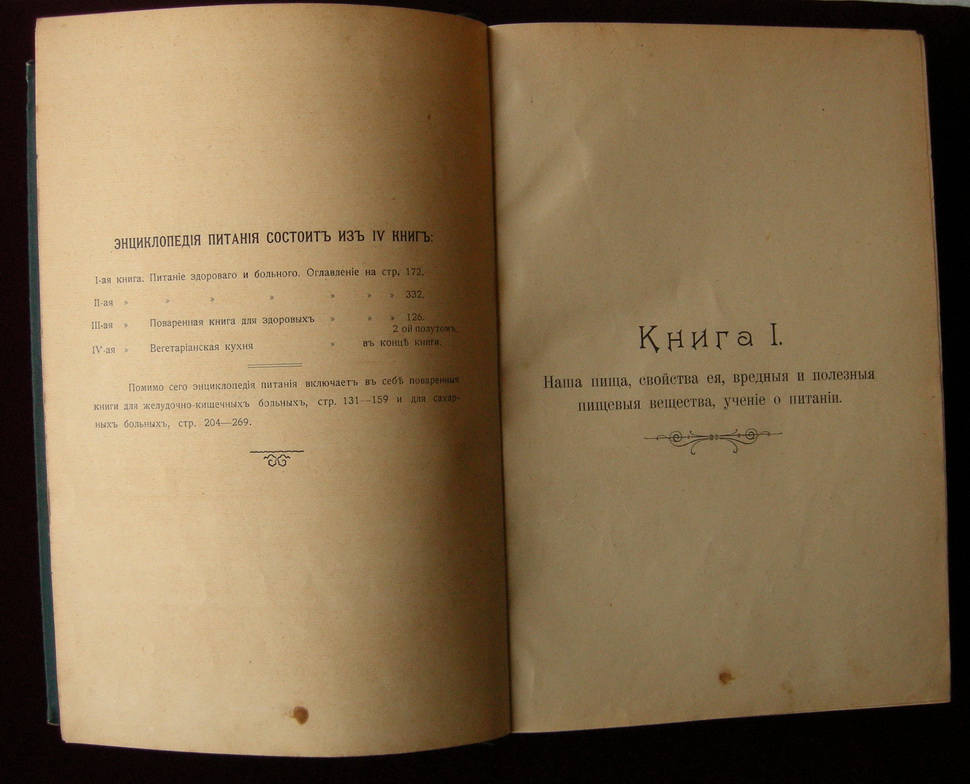 ЭНЦИКЛОПЕДІЯ ПИТАНІЯ СОСТОИТЪ ИЗЪ IV КНИГЪ:
I-ая книга. Питаніе здороваго и больного. Оглавленіе на стр. 172.
II-ая » » » » » » » 332.
III-ая » Поваренная книга для здоровыхъ » » » 126.
2 ой полутомъ.
IV-ая » Вегетаріанская кухня » въ концѣ книги.
Помимо сего энциклопедія питанія включаетъ въ себѣ поваренныя
книги для желудочно-кишечныхъ больныхъ, стр. 131—159 и для сахар-
ныхъ больныхъ, стр. 204—269.
Книга I.
Наша пища, свойства ея, вредныя и полезныя
пищевыя вещества, ученіе о питаніи.